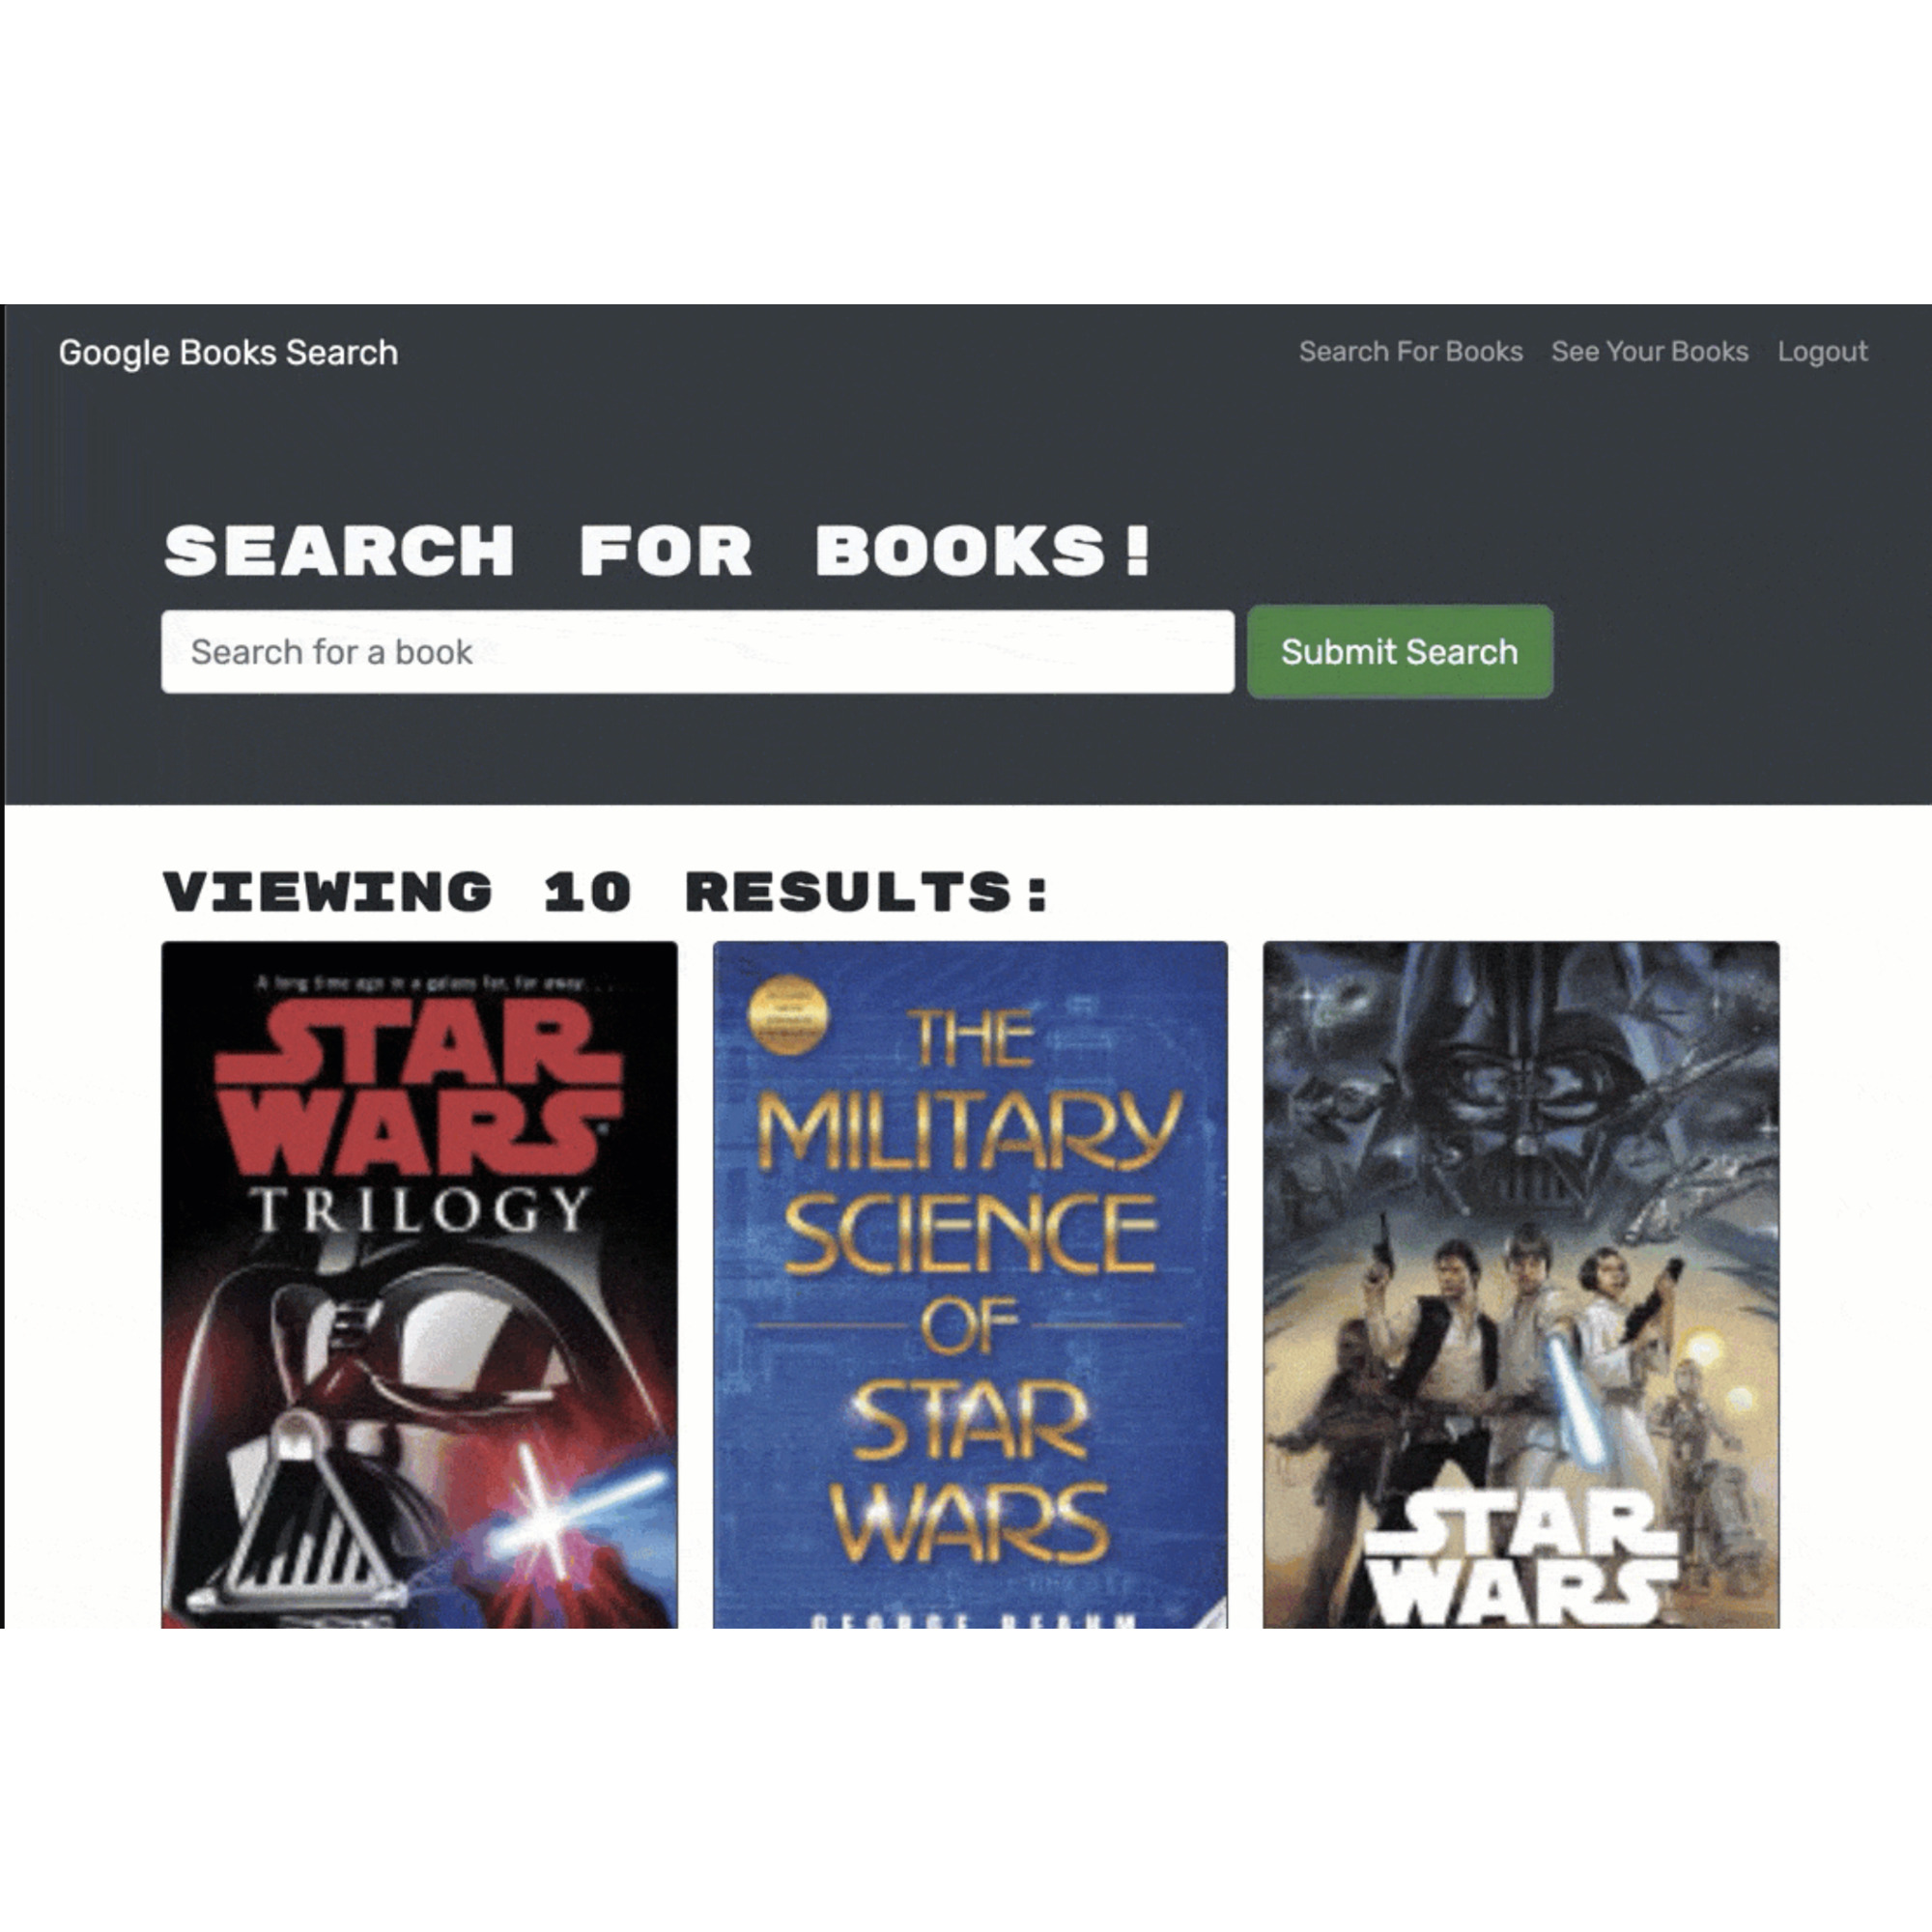 Google Books Search
Search For Books See Your Books Logout
SEARCH FOR BOOKS!
Search for a book
Submit Search
VIEWING 10 RESULTS:
A long time ago in a galaxy far, far away. . .
STAR
WARS
TRILOGY
THE
MILITARY
SCIENCE
OF
STAR
WARS
STAR
WARS